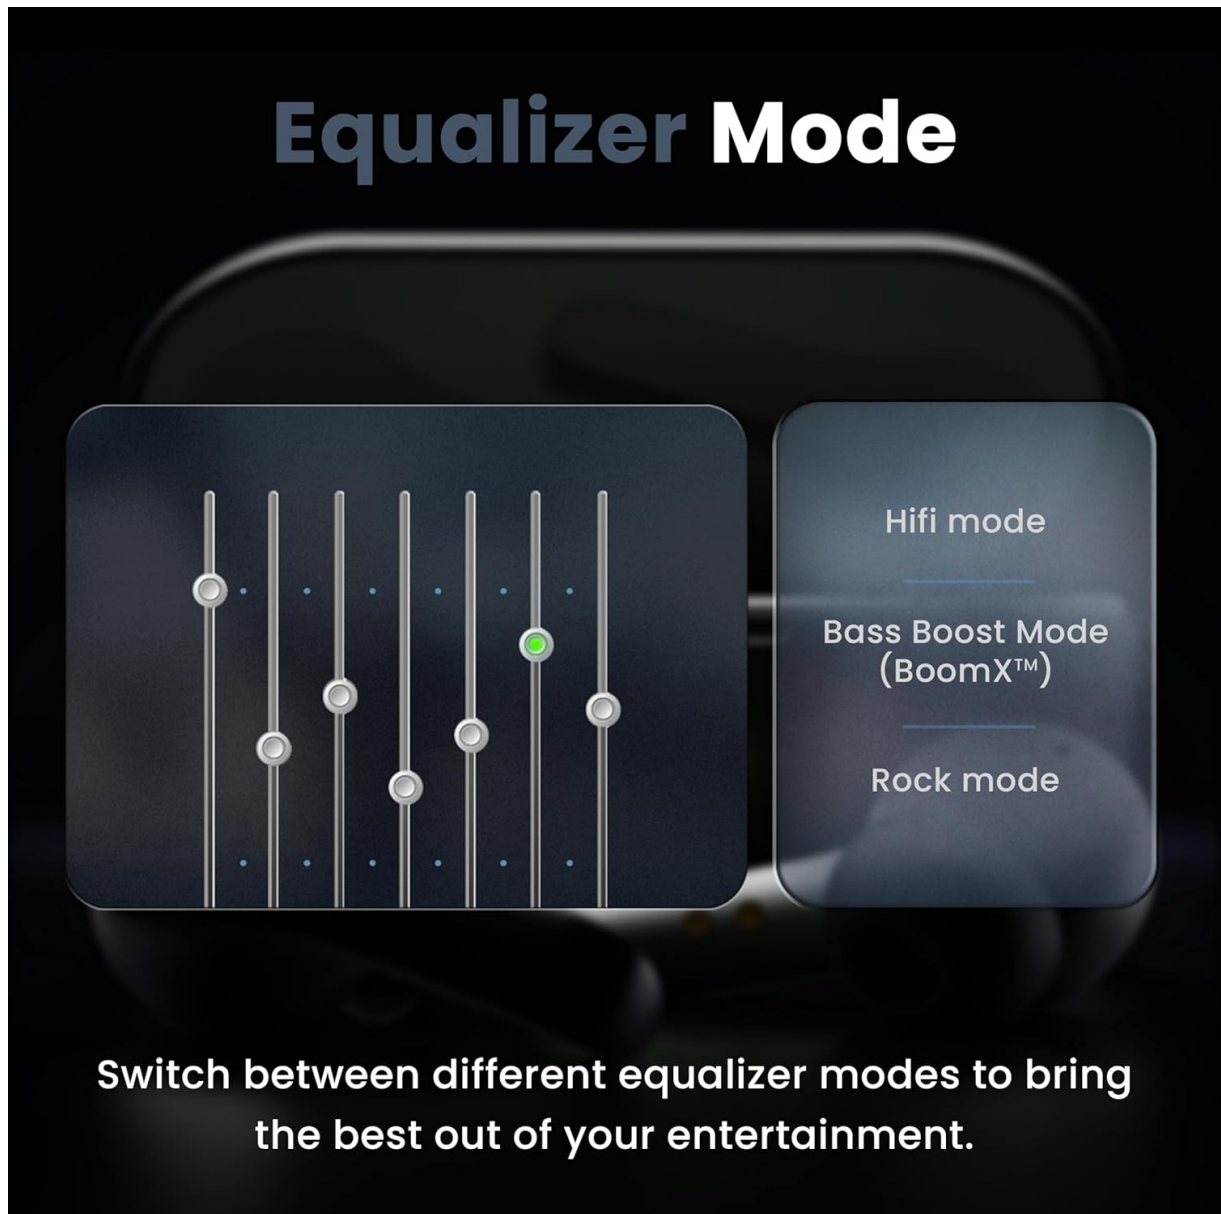 Equalizer Mode
Hifi mode
Bass Boost Mode
(BoomX™)
Rock mode
Switch between different equalizer modes to bring
the best out of your entertainment.